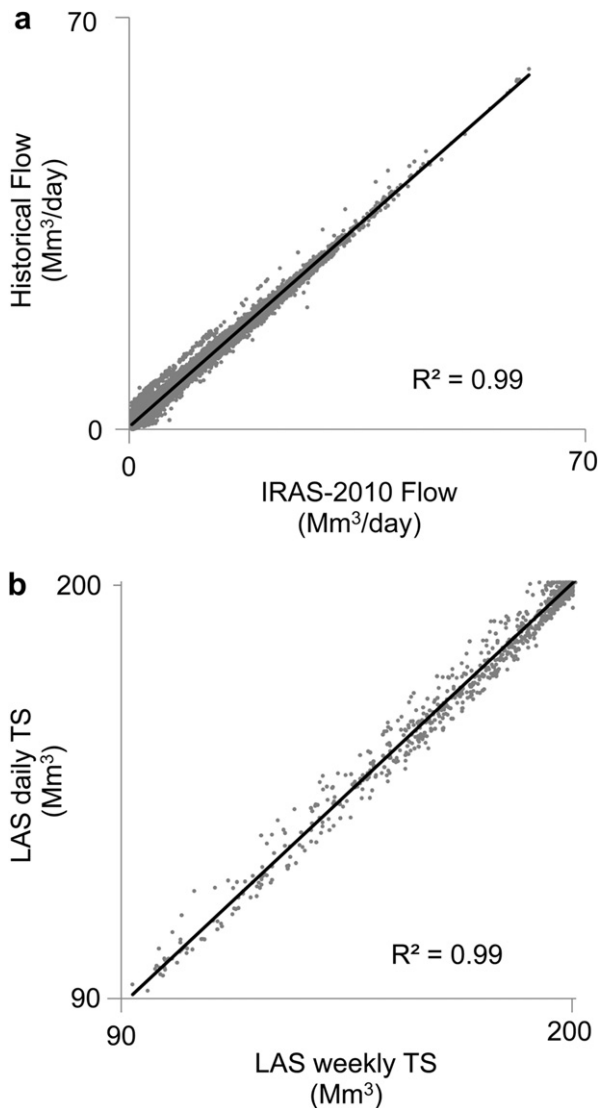 a
70
Historical Flow
(Mm³/day)
R² = 0.99
0
0
70
IRAS-2010 Flow
(Mm³/day)
b
200
LAS daily TS
(Mm³)
R² = 0.99
90
90
200
LAS weekly TS
(Mm³)